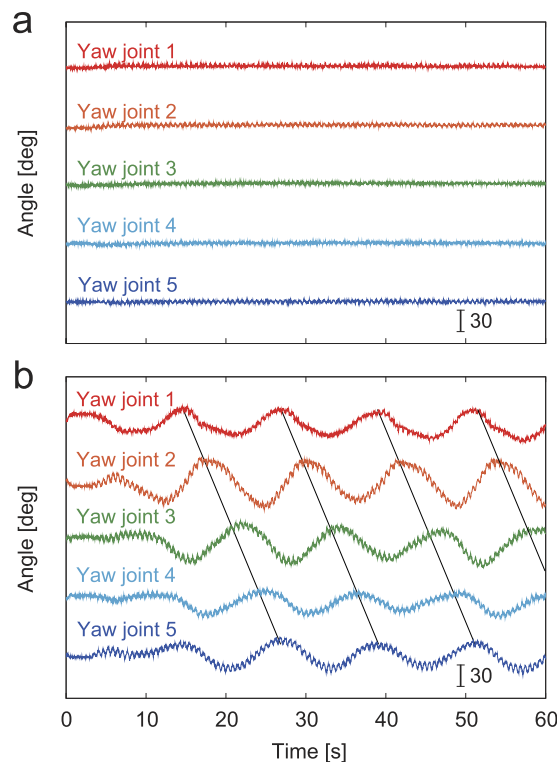 a
Yaw joint 1
Yaw joint 2
Yaw joint 3
Yaw joint 4
Yaw joint 5
30
Angle [deg]
b
Yaw joint 1
Yaw joint 2
Yaw joint 3
Yaw joint 4
Yaw joint 5
30
Angle [deg]
0 10 20 30 40 50 60
Time [s]